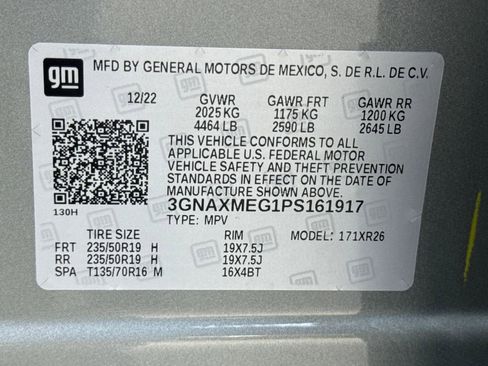 gm MFD BY GENERAL MOTORS DE MEXICO, S. DE R.L. DE C.V.
12/22 GVWR GAWR FRT GAWR RR
2025 KG 1175 KG 1200 KG
4464 LB 2590 LB 2645 LB
THIS VEHICLE CONFORMS TO ALL
APPLICABLE U.S. FEDERAL MOTOR
VEHICLE SAFETY AND THEFT PREVENTION
STANDARDS IN EFFECT ON THE DATE OF
MANUFACTURE SHOWN ABOVE.
130H 3GNAXMEG1PS161917
TYPE: MPV MODEL: 171XR26
TIRE SIZE RIM
FRT 235/50R19 H 19X7.5J
RR 235/50R19 H 19X7.5J
SPA T135/70R16 M 16X4BT